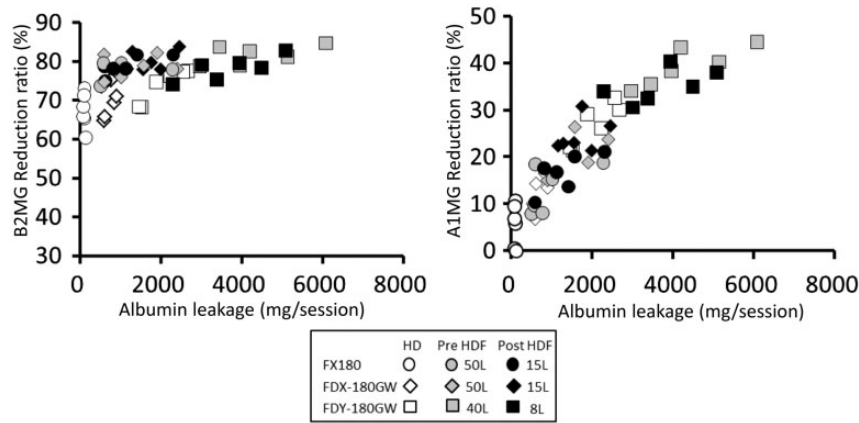 B2MG Reduction ratio (%)
90
80
70
60
50
40
30
0 2000 4000 6000 8000
Albumin leakage (mg/session)
A1MG Reduction ratio (%)
50
40
30
20
10
0
0 2000 4000 6000 8000
Albumin leakage (mg/session)
HD Pre HDF Post HDF
FX180 50L 15L
FDX-180GW 50L 15L
FDY-180GW 40L 8L